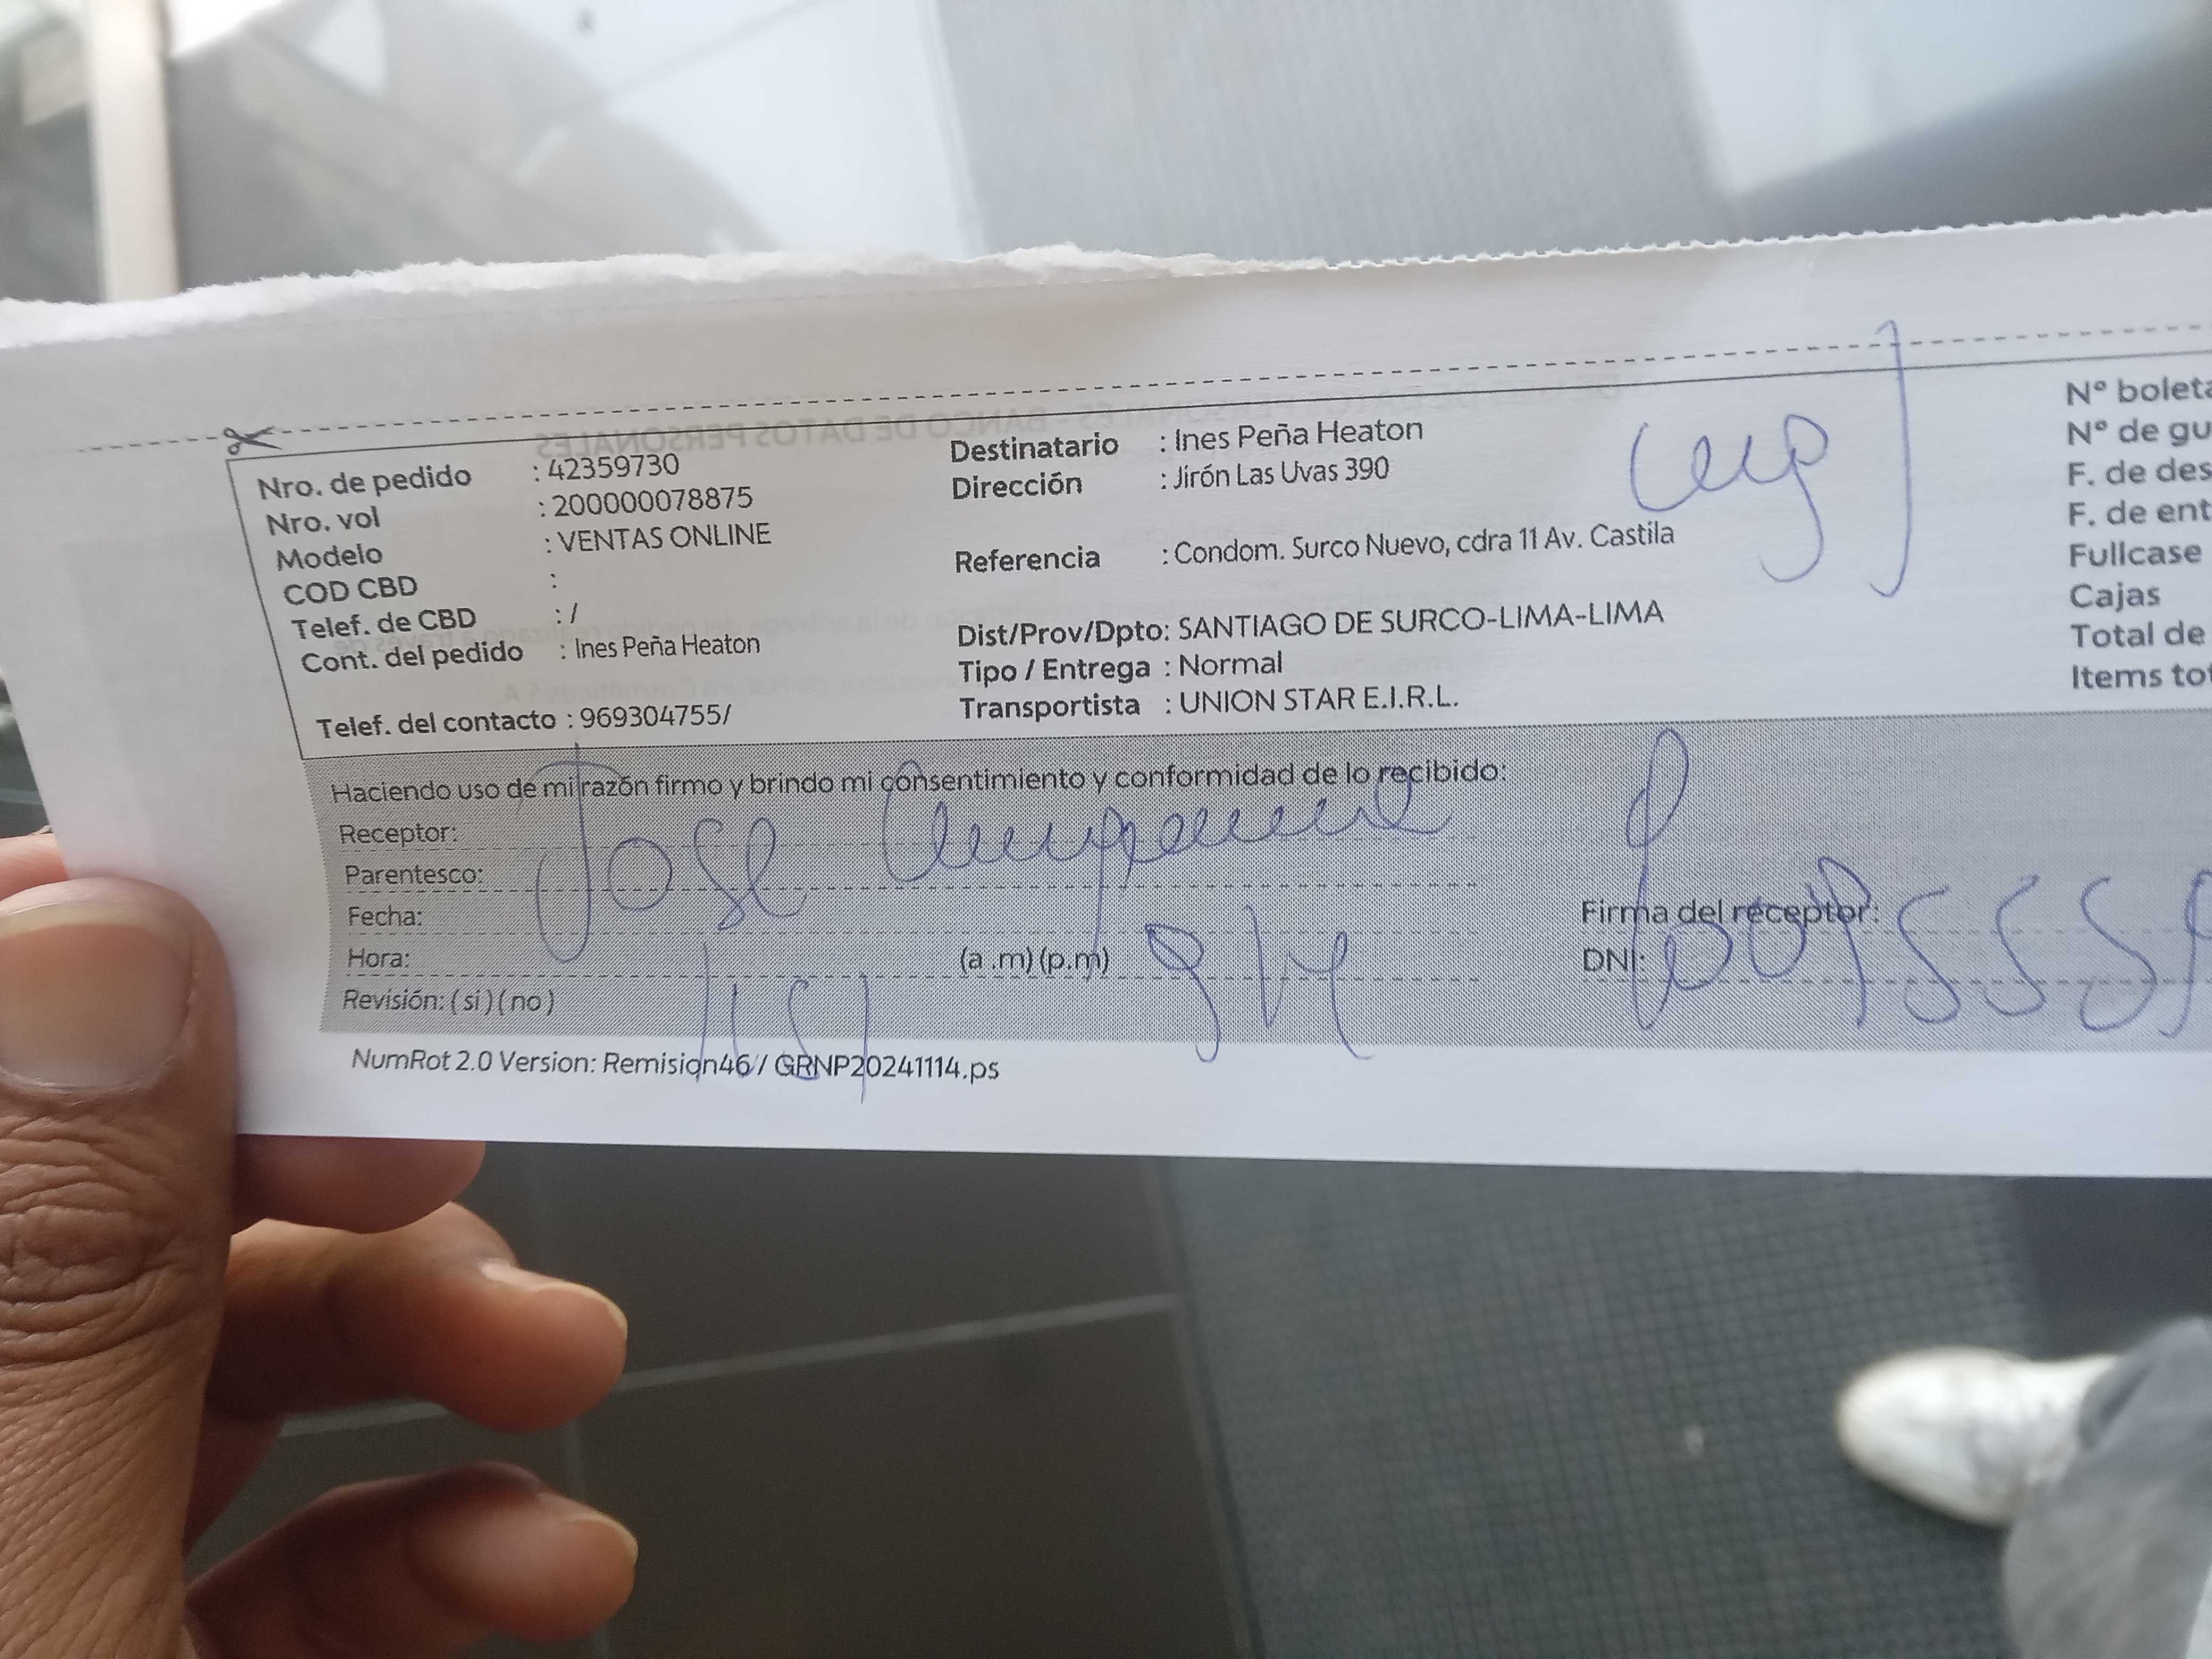 Nro. de pedido : 42359730
Nro. vol : 200000078875
Modelo : VENTAS ONLINE
COD CBD :
Telef. de CBD : /
Cont. del pedido : Ines Peña Heaton
Telef. del contacto : 969304755/
Destinatario : Ines Peña Heaton
Dirección : Jirón Las Uvas 390
Referencia : Condom. Surco Nuevo, cdra 11 Av. Castila
Dist/Prov/Dpto: SANTIAGO DE SURCO-LIMA-LIMA
Tipo / Entrega : Normal
Transportista : UNION STAR E.I.R.L.
N° boleta
N° de gu
F. de des
F. de ent
Fullcase
Cajas
Total de
Items tot
Haciendo uso de mi razón firmo y brindo mi consentimiento y conformidad de lo recibido:
Receptor: Jose
Parentesco:
Fecha:
Hora: (a .m) (p.m)
Revisión: ( si ) ( no )
Firma del receptor:
DNI:
NumRot 2.0 Version: Remision46 / GRNP20241114.ps